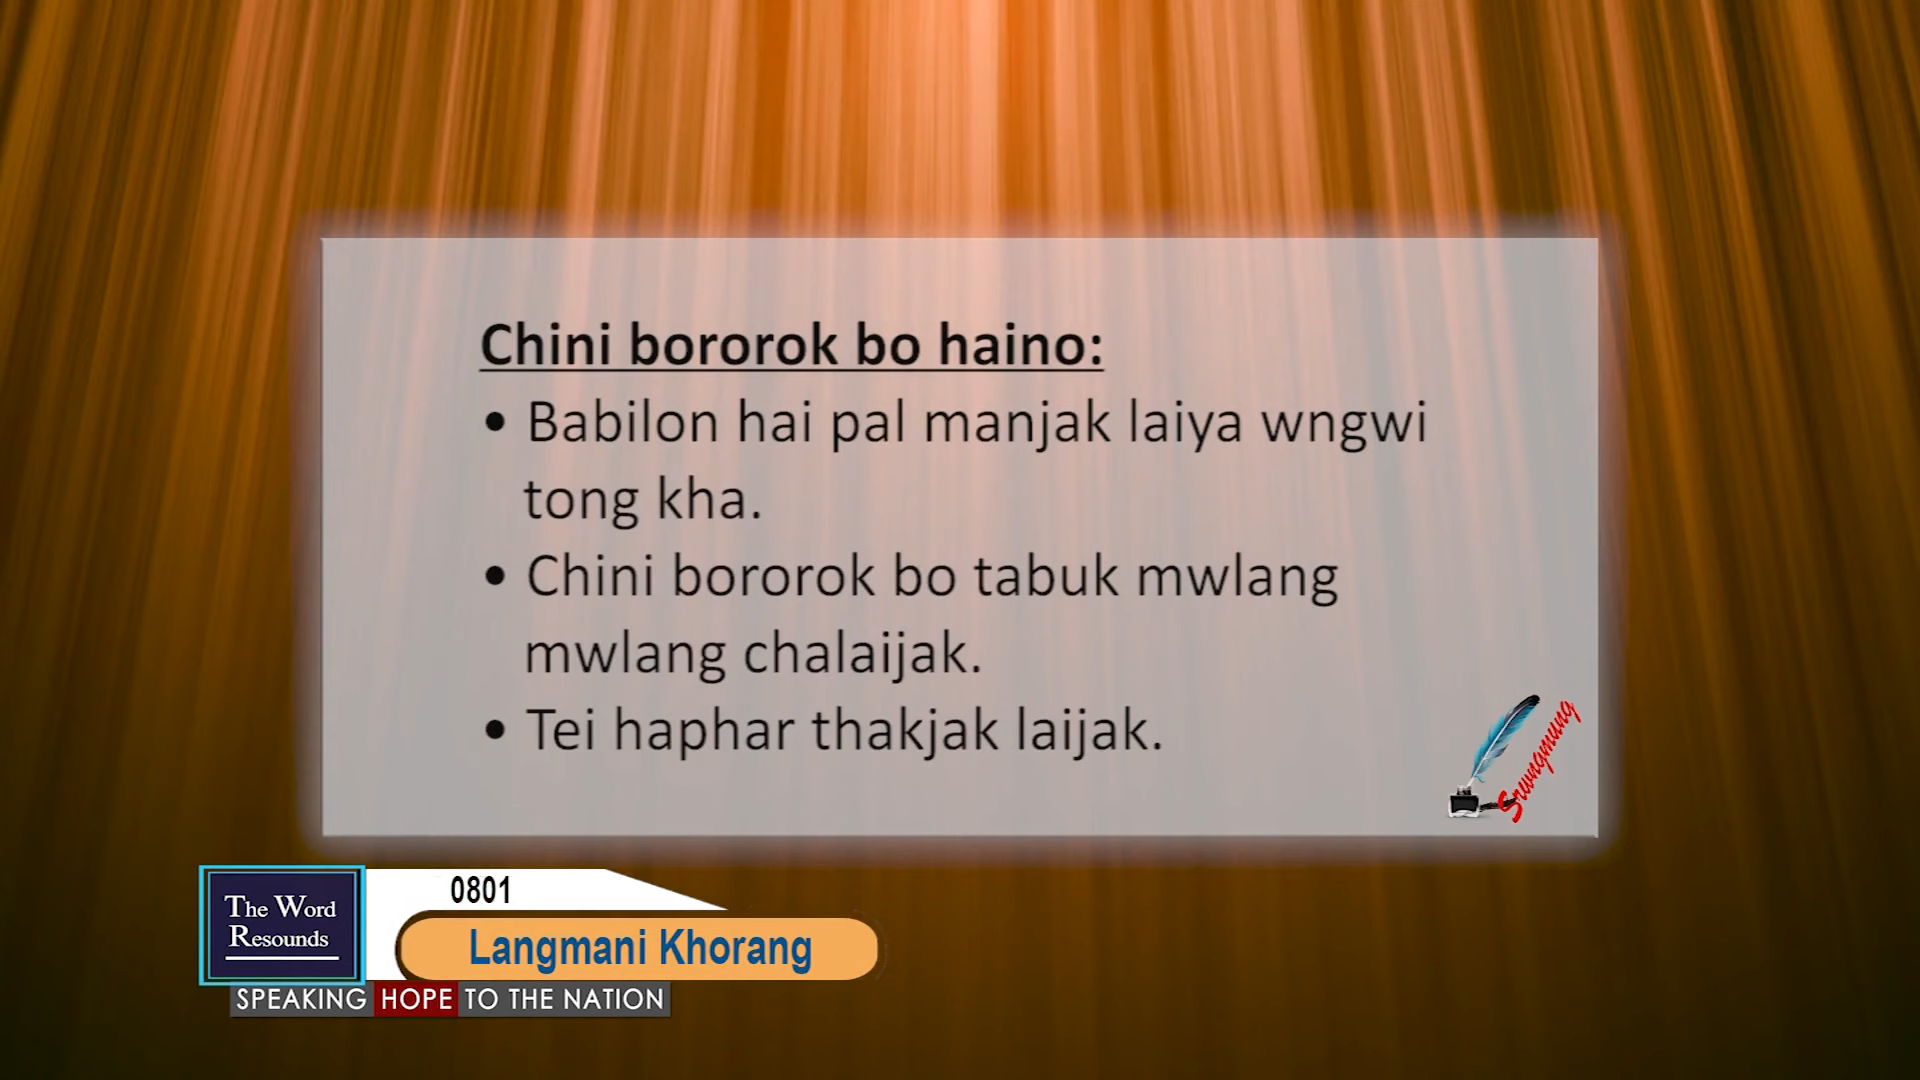 Chini bororok bo haino:
• Babilon hai pal manjak laiya wngwi
tong kha.
• Chini bororok bo tabuk mwlang
mwlang chalaijak.
• Tei haphar thakjak laijak.
Srwngmung
The Word
Resounds
0801
Langmani Khorang
SPEAKING HOPE TO THE NATION